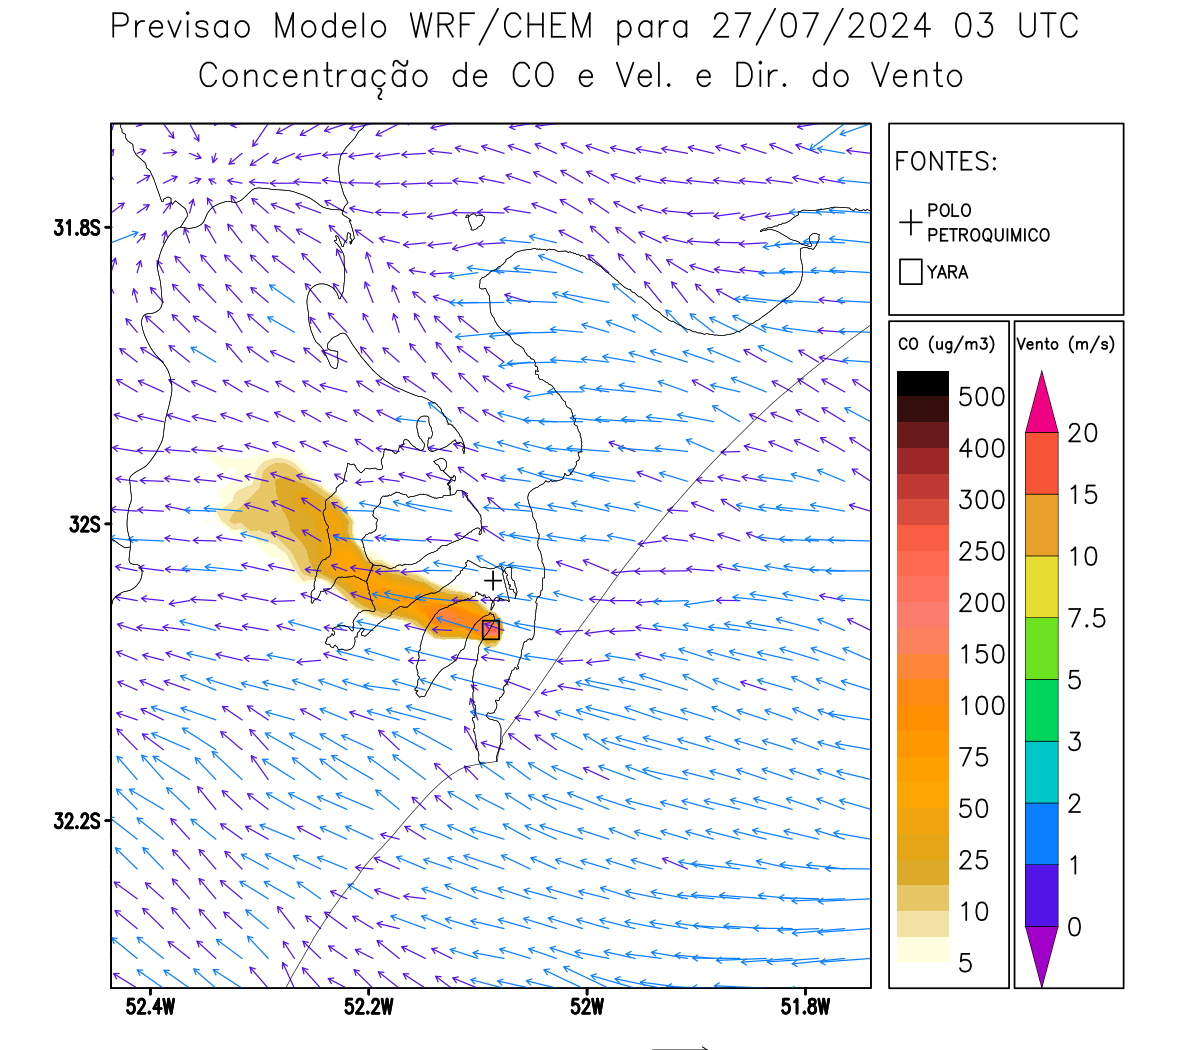 Previsao Modelo WRF/CHEM para 27/07/2024 03 UTC
Concentração de CO e Vel. e Dir. do Vento
FONTES:
POLO
PETROQUIMICO
YARA
CO (ug/m3)
500
400
300
250
200
150
100
75
50
25
10
5
Vento (m/s)
20
15
10
7.5
5
3
2
1
0
31.8S
32S
32.2S
52.4W
52.2W
52W
51.8W